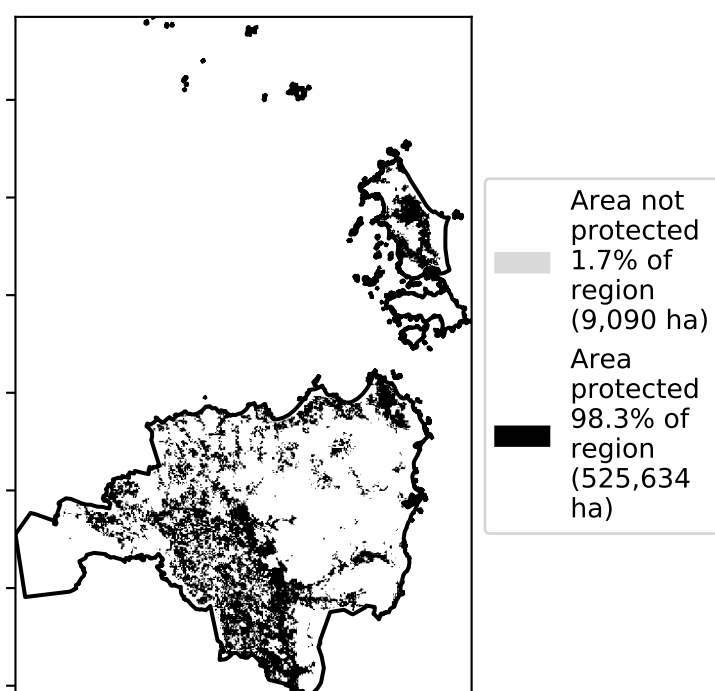 Area not
protected
1.7% of
region
(9,090 ha)
Area
protected
98.3% of
region
(525,634
ha)